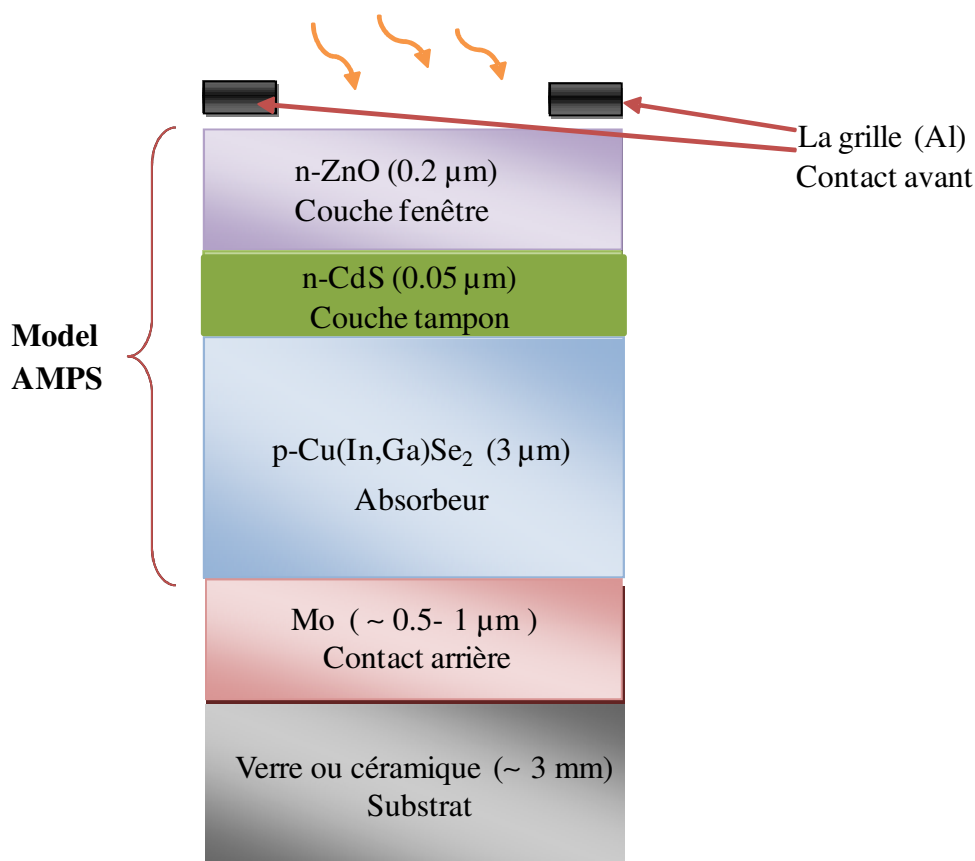 La grille (Al)
Contact avant
n-ZnO (0.2 µm)
Couche fenêtre
n-CdS (0.05 µm)
Couche tampon
Model
AMPS
p-Cu(In,Ga)Se₂ (3 µm)
Absorbeur
Mo ( ~ 0.5- 1 µm )
Contact arrière
Verre ou céramique (~ 3 mm)
Substrat